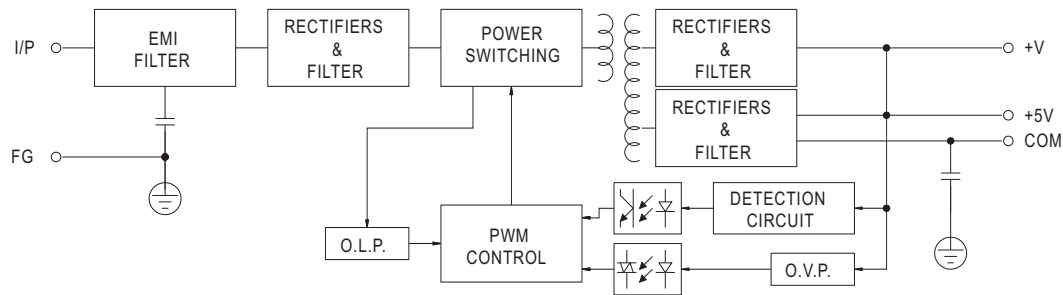 I/P
EMI
FILTER
RECTIFIERS
&
FILTER
POWER
SWITCHING
RECTIFIERS
&
FILTER
+V
RECTIFIERS
&
FILTER
+5V
COM
FG
DETECTION
CIRCUIT
O.L.P.
PWM
CONTROL
O.V.P.